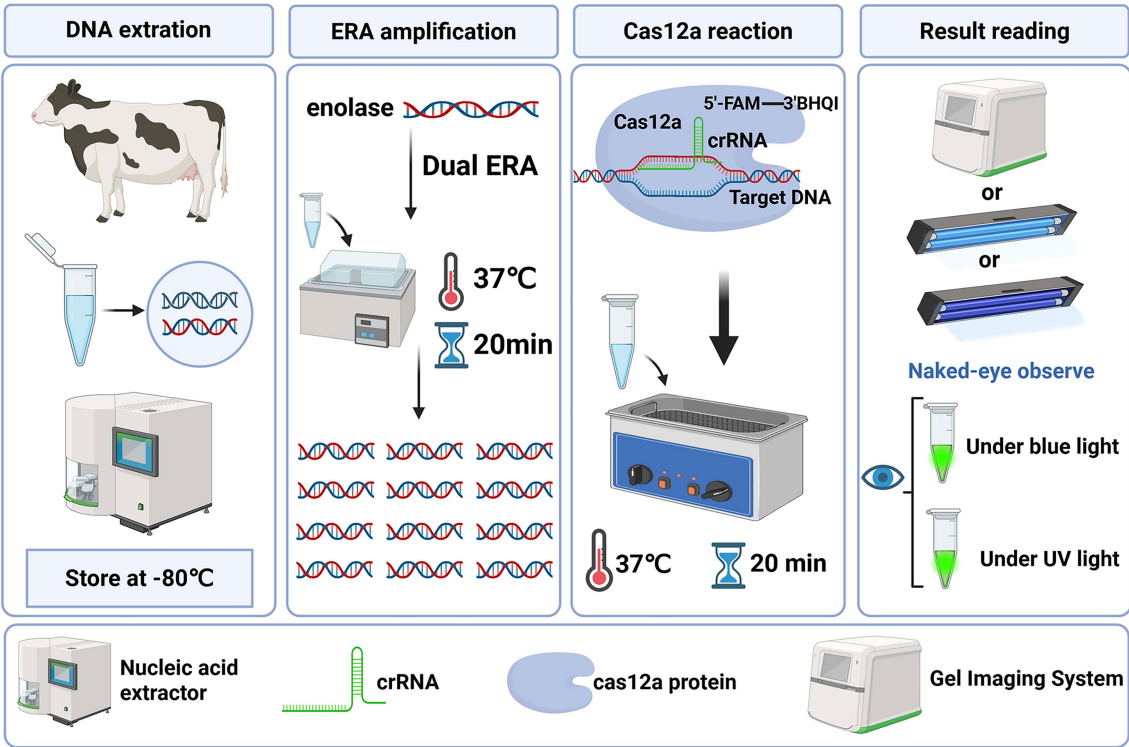 DNA extration
ERA amplification
Cas12a reaction
Result reading
Store at -80℃
enolase
Dual ERA
37℃
20min
5'-FAM—3'BHQI
Cas12a
crRNA
Target DNA
37℃
20 min
or
or
Naked-eye observe
Under blue light
Under UV light
Nucleic acid
extractor
crRNA
cas12a protein
Gel Imaging System